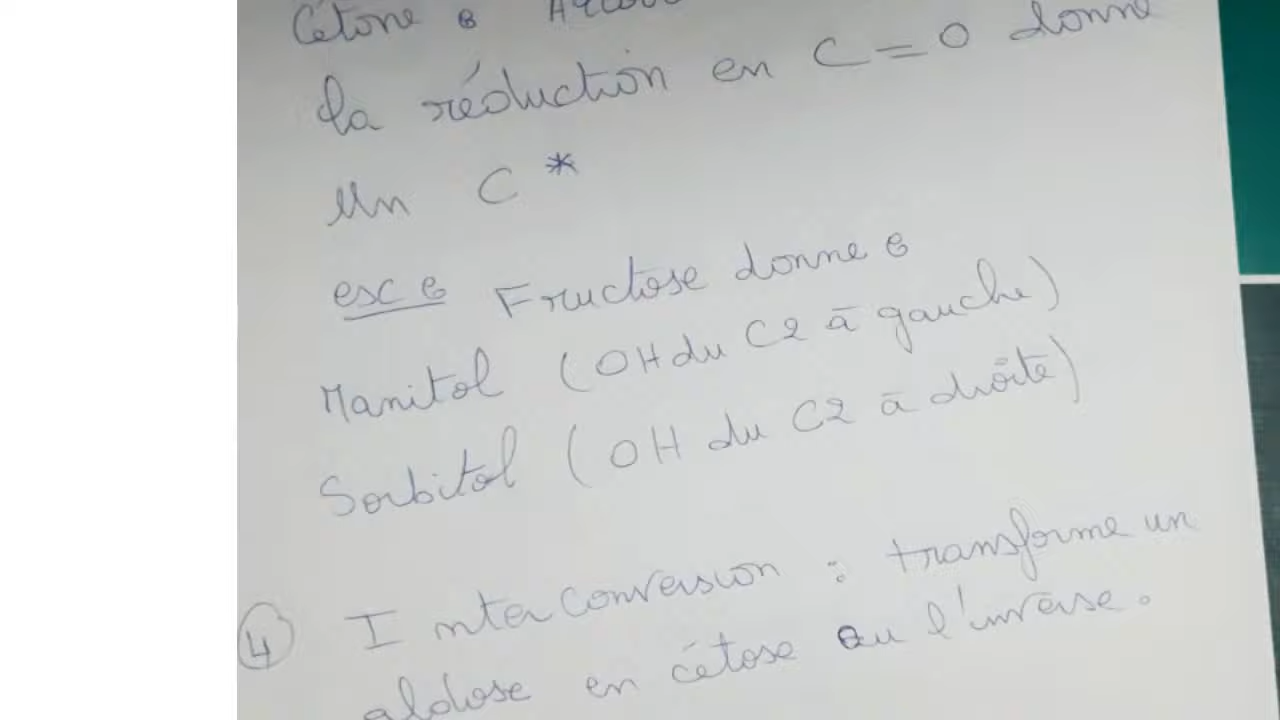 Cétone :
la réduction en C=O donne
un C*
ex : Fructose donne :
Manitol (OH du C2 à gauche)
Sorbitol (OH du C2 à droite)
④ Interconversion : transforme un
aldose en cétose ou l'inverse.